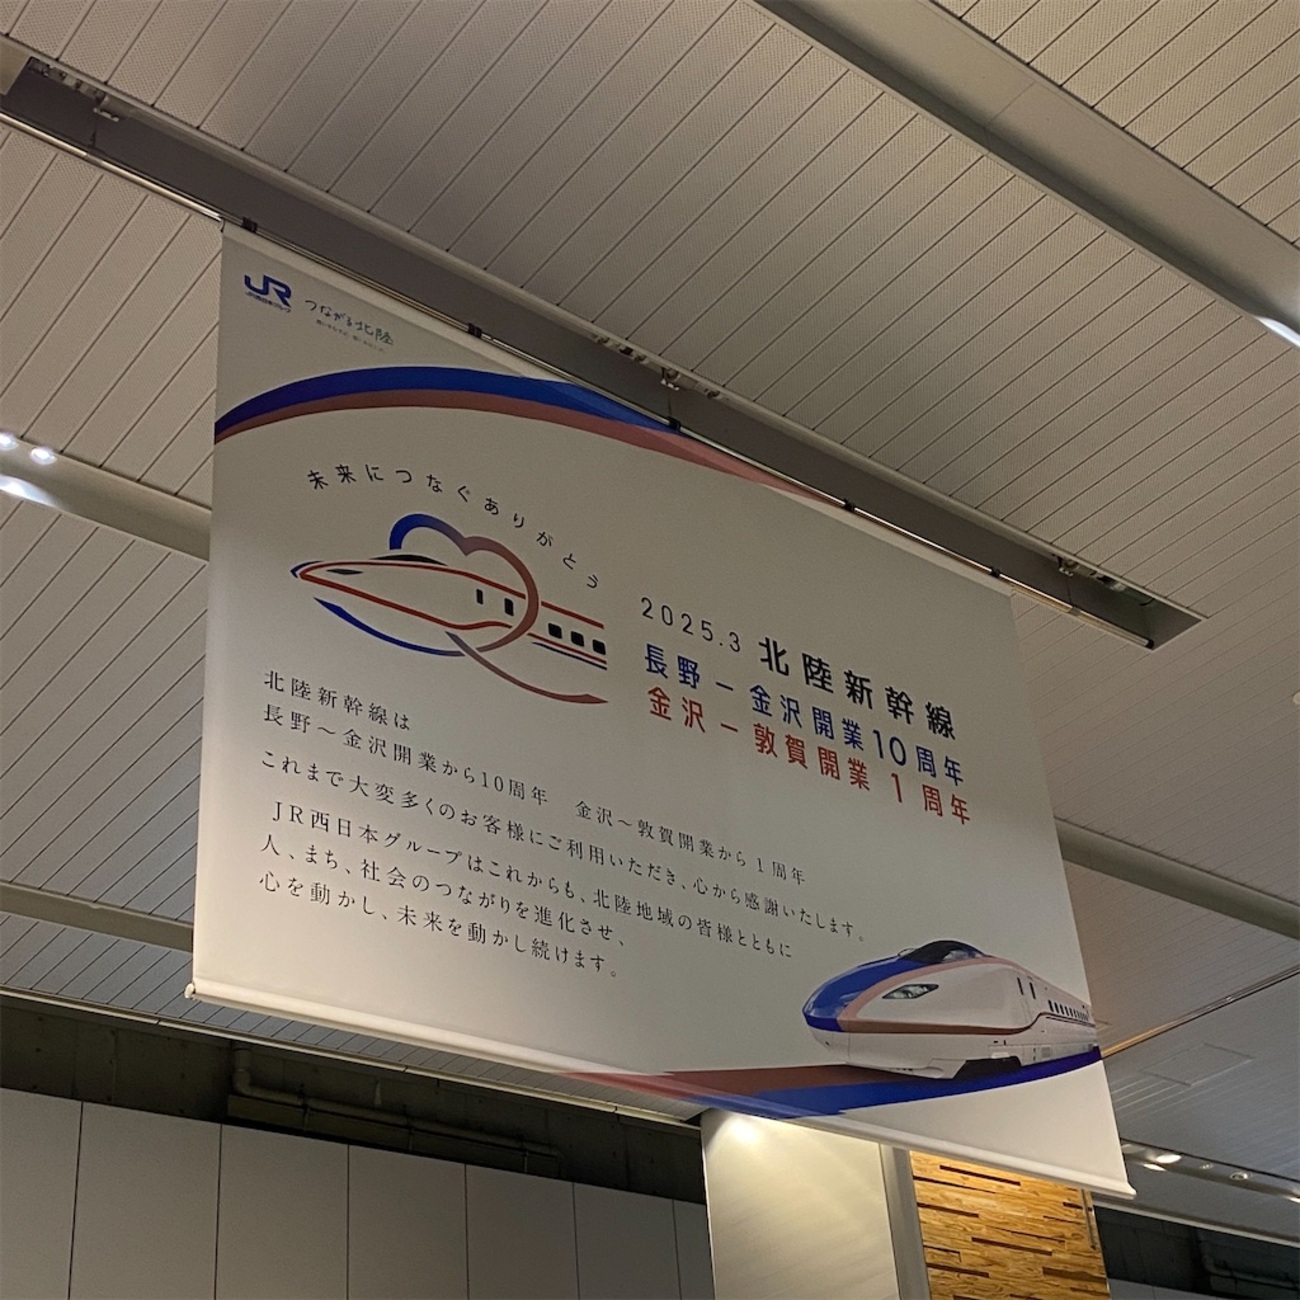 JR
JR西日本グループ
つながる北陸
未来につなぐありがとう
2025.3 北陸新幹線
長野－金沢開業10周年
金沢－敦賀開業1周年
北陸新幹線は
長野～金沢開業から10周年　金沢～敦賀開業から1周年
これまで大変多くのお客様にご利用いただき、心から感謝いたします。
JR西日本グループはこれからも、北陸地域の皆様とともに
人、まち、社会のつながりを進化させ、
心を動かし、未来を動かし続けます。